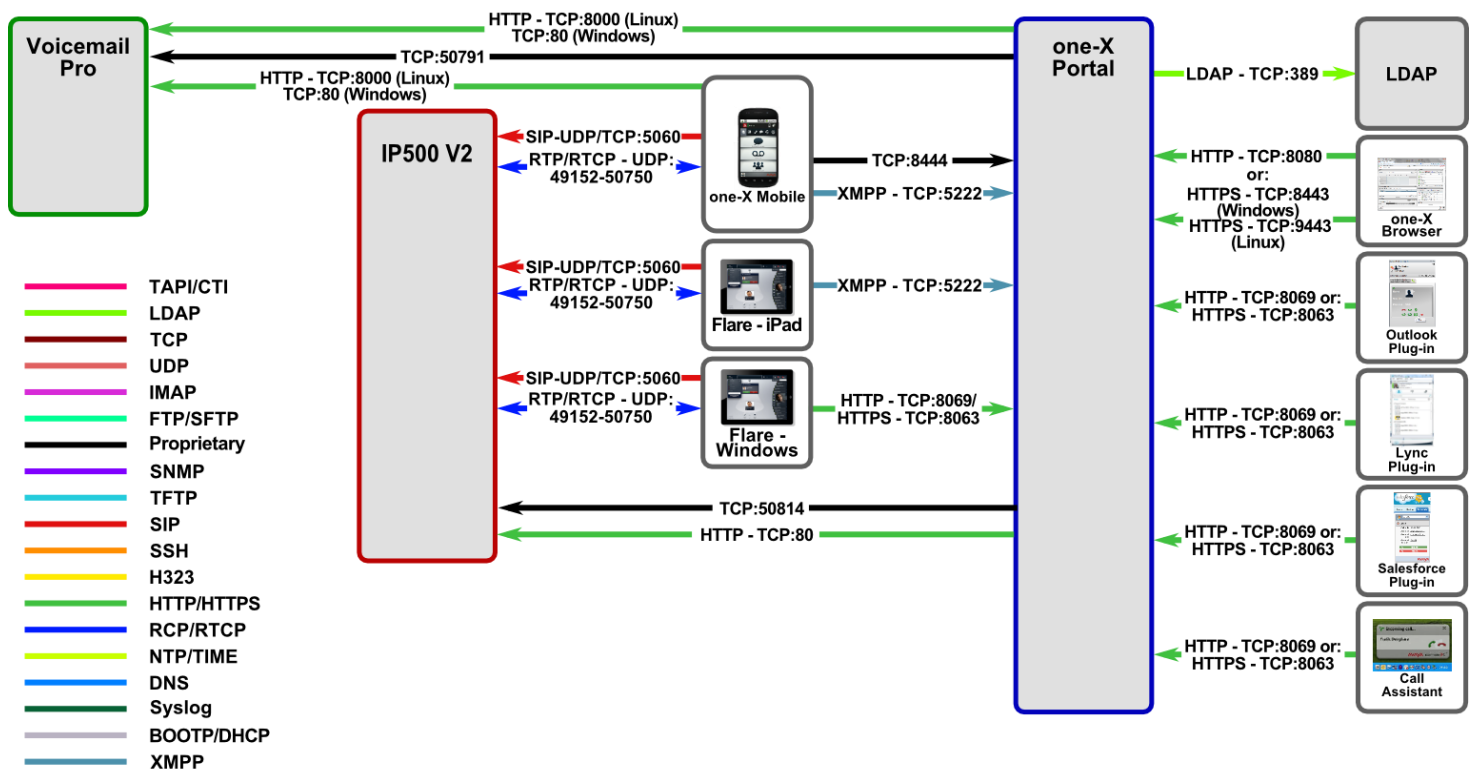 HTTP - TCP:8000 (Linux)
TCP:80 (Windows)
Voicemail
Pro
TCP:50791
HTTP - TCP:8000 (Linux)
TCP:80 (Windows)
one-X
Portal
LDAP - TCP:389
LDAP
IP500 V2
SIP-UDP/TCP:5060
RTP/RTCP - UDP:
49152-50750
one-X Mobile
TCP:8444
XMPP - TCP:5222
HTTP - TCP:8080
or:
HTTPS - TCP:8443
(Windows)
HTTPS - TCP:9443
(Linux)
one-X
Browser
SIP-UDP/TCP:5060
RTP/RTCP - UDP:
49152-50750
Flare - iPad
XMPP - TCP:5222
HTTP - TCP:8069 or:
HTTPS - TCP:8063
Outlook
Plug-in
SIP-UDP/TCP:5060
RTP/RTCP - UDP:
49152-50750
Flare -
Windows
HTTP - TCP:8069/
HTTPS - TCP:8063
HTTP - TCP:8069 or:
HTTPS - TCP:8063
Lync
Plug-in
TCP:50814
HTTP - TCP:80
HTTP - TCP:8069 or:
HTTPS - TCP:8063
Salesforce
Plug-in
HTTP - TCP:8069 or:
HTTPS - TCP:8063
Call
Assistant
TAPI/CTI
LDAP
TCP
UDP
IMAP
FTP/SFTP
Proprietary
SNMP
TFTP
SIP
SSH
H323
HTTP/HTTPS
RCP/RTCP
NTP/TIME
DNS
Syslog
BOOTP/DHCP
XMPP